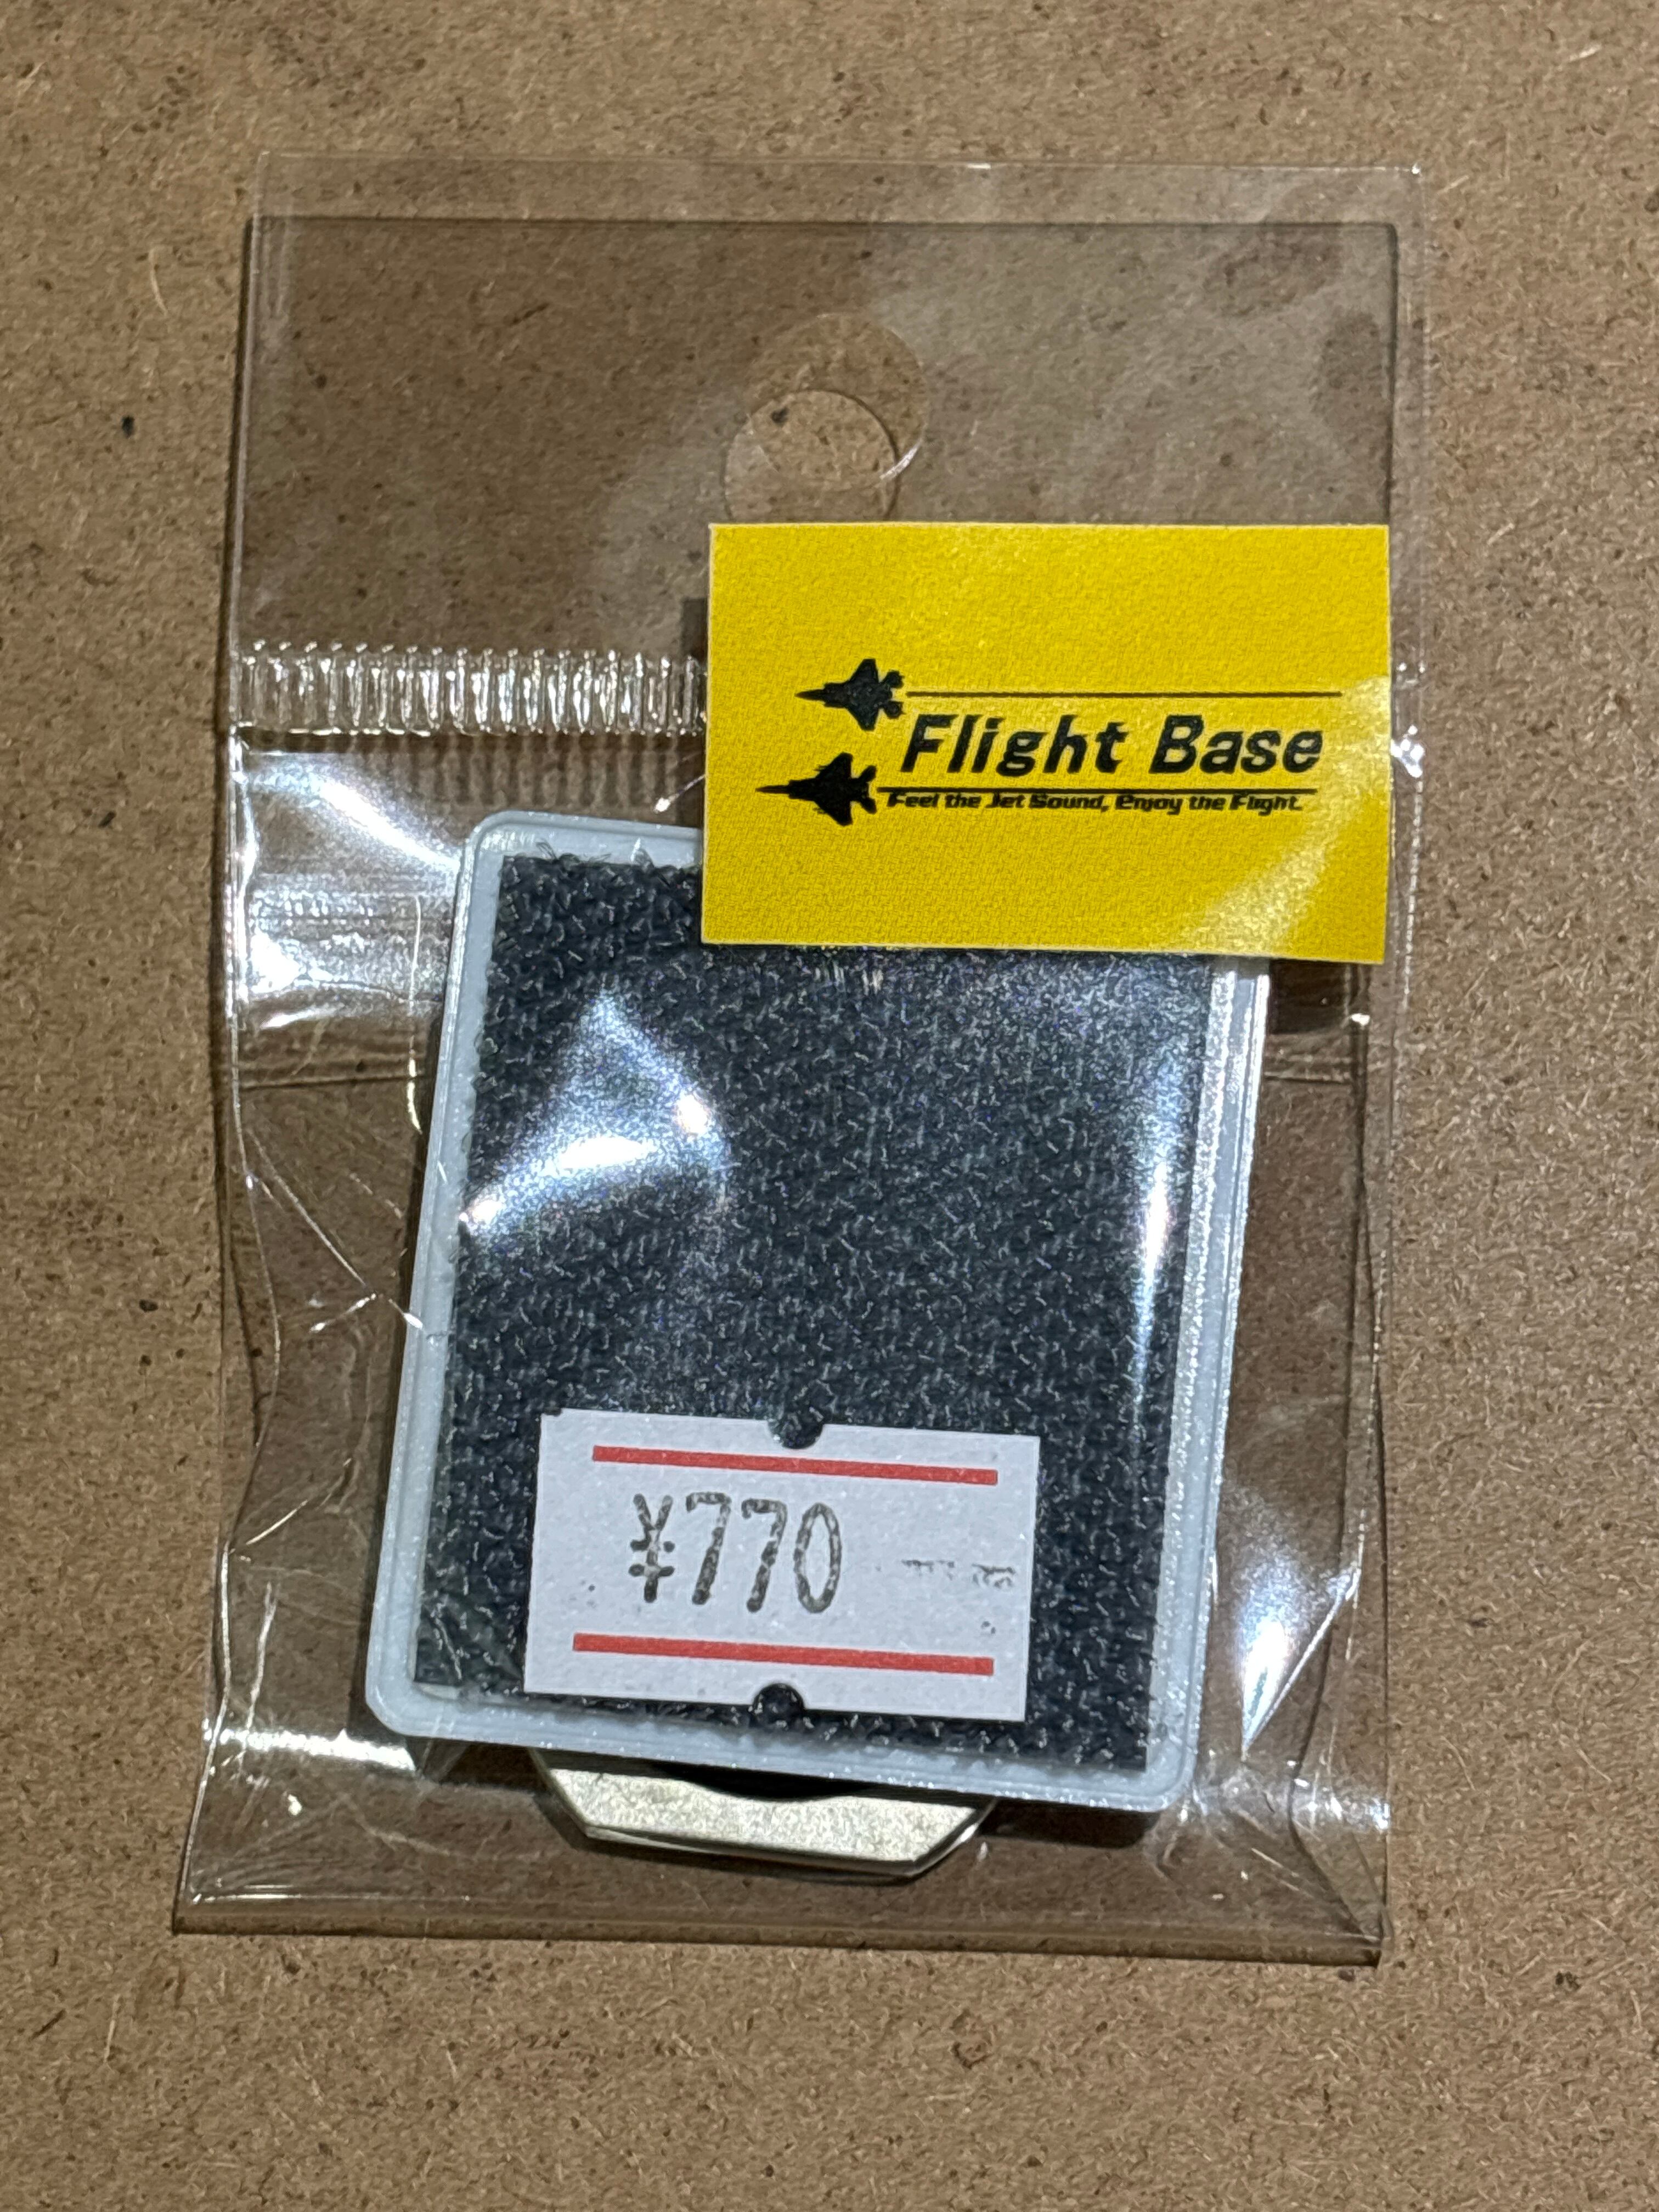 Flight Base
Feel the Jet Sound, Enjoy the Flight.
¥770